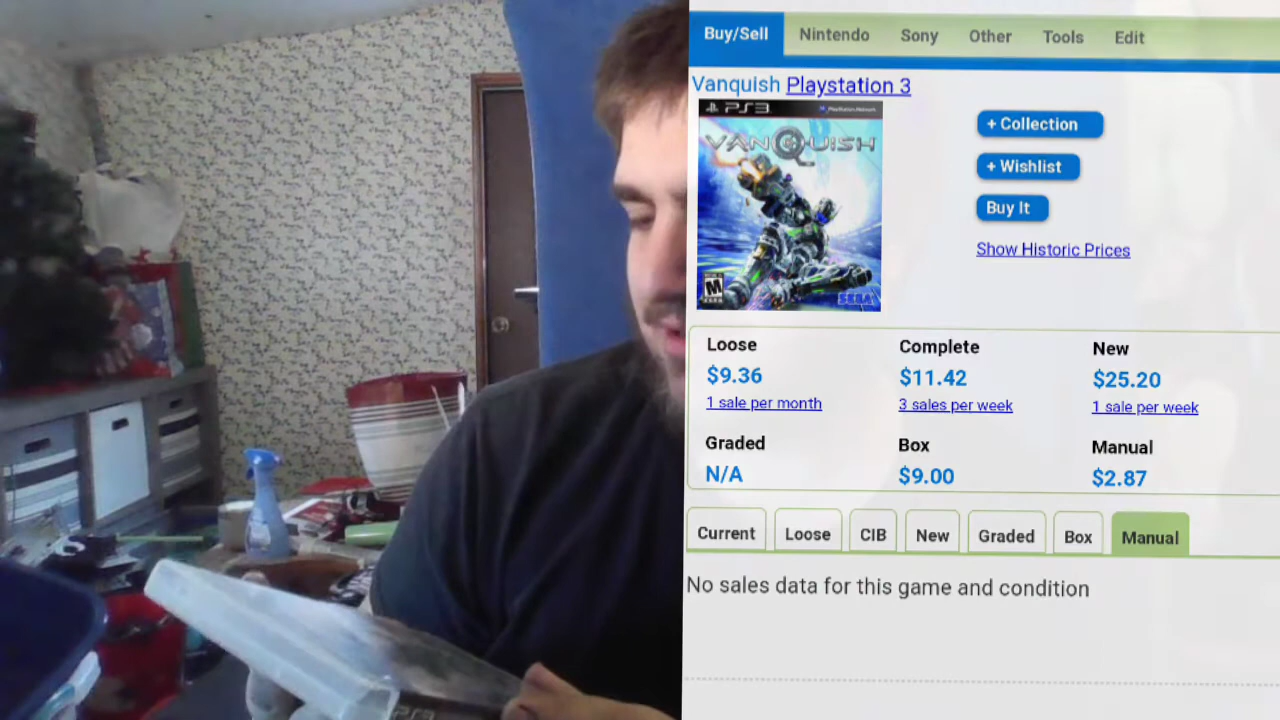 Buy/Sell Nintendo Sony Other Tools Edit
Vanquish Playstation 3
PS3
VANQUISH
M
SEGA
+ Collection
+ Wishlist
Buy It
Show Historic Prices
Loose Complete New
$9.36 $11.42 $25.20
1 sale per month 3 sales per week 1 sale per week
Graded Box Manual
N/A $9.00 $2.87
Current Loose CIB New Graded Box Manual
No sales data for this game and condition
PS3